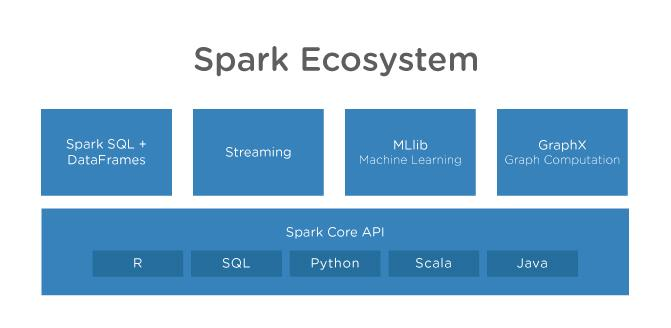 Spark Ecosystem
Spark SQL +
DataFrames
Streaming
MLlib
Machine Learning
GraphX
Graph Computation
Spark Core API
R
SQL
Python
Scala
Java